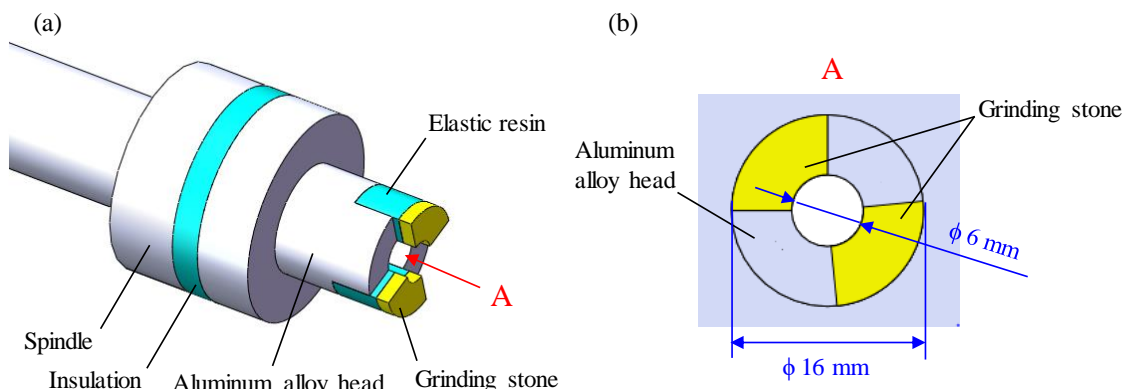 (a)
Elastic resin
A
Spindle
Insulation
Aluminum alloy head
Grinding stone
(b)
A
Grinding stone
Aluminum
alloy head
ϕ 6 mm
ϕ 16 mm